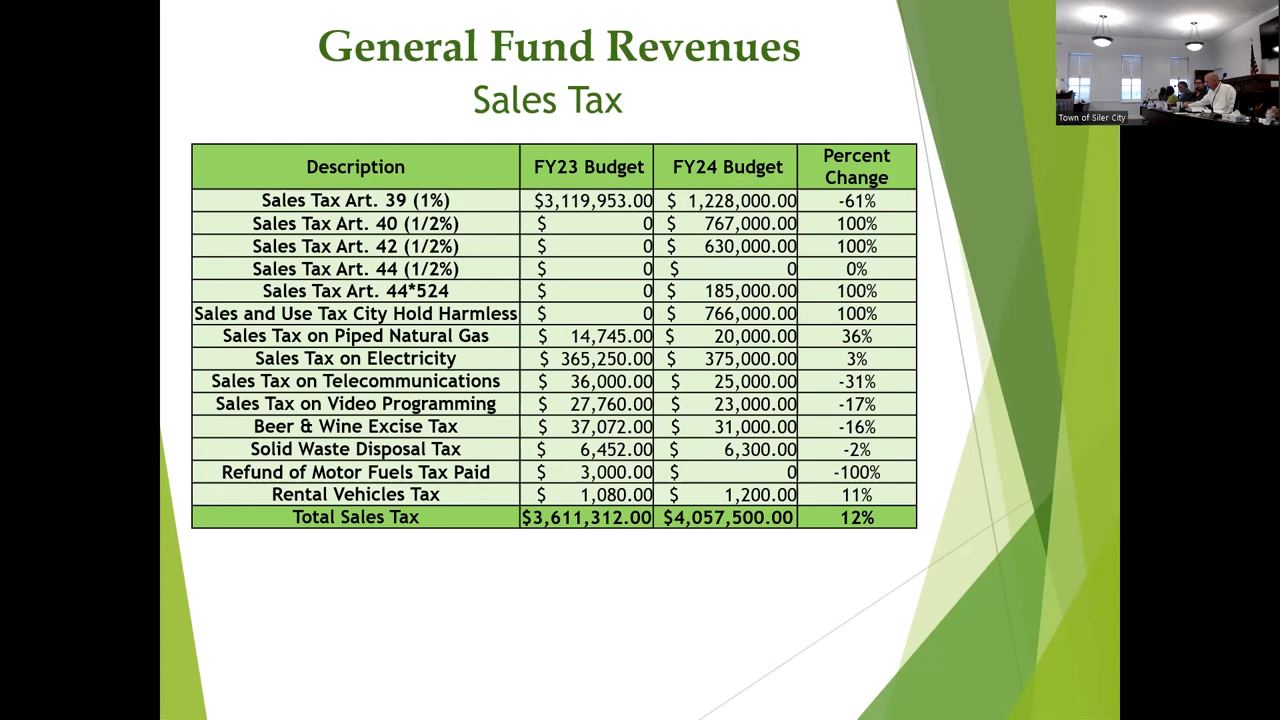 General Fund Revenues
Sales Tax
Description FY23 Budget FY24 Budget Percent Change
Sales Tax Art. 39 (1%) $3,119,953.00 $ 1,228,000.00 -61%
Sales Tax Art. 40 (1/2%) $ 0 $ 767,000.00 100%
Sales Tax Art. 42 (1/2%) $ 0 $ 630,000.00 100%
Sales Tax Art. 44 (1/2%) $ 0 $ 0 0%
Sales Tax Art. 44*524 $ 0 $ 185,000.00 100%
Sales and Use Tax City Hold Harmless $ 0 $ 766,000.00 100%
Sales Tax on Piped Natural Gas $ 14,745.00 $ 20,000.00 36%
Sales Tax on Electricity $ 365,250.00 $ 375,000.00 3%
Sales Tax on Telecommunications $ 36,000.00 $ 25,000.00 -31%
Sales Tax on Video Programming $ 27,760.00 $ 23,000.00 -17%
Beer & Wine Excise Tax $ 37,072.00 $ 31,000.00 -16%
Solid Waste Disposal Tax $ 6,452.00 $ 6,300.00 -2%
Refund of Motor Fuels Tax Paid $ 3,000.00 $ 0 -100%
Rental Vehicles Tax $ 1,080.00 $ 1,200.00 11%
Total Sales Tax $3,611,312.00 $4,057,500.00 12%
Town of Siler City